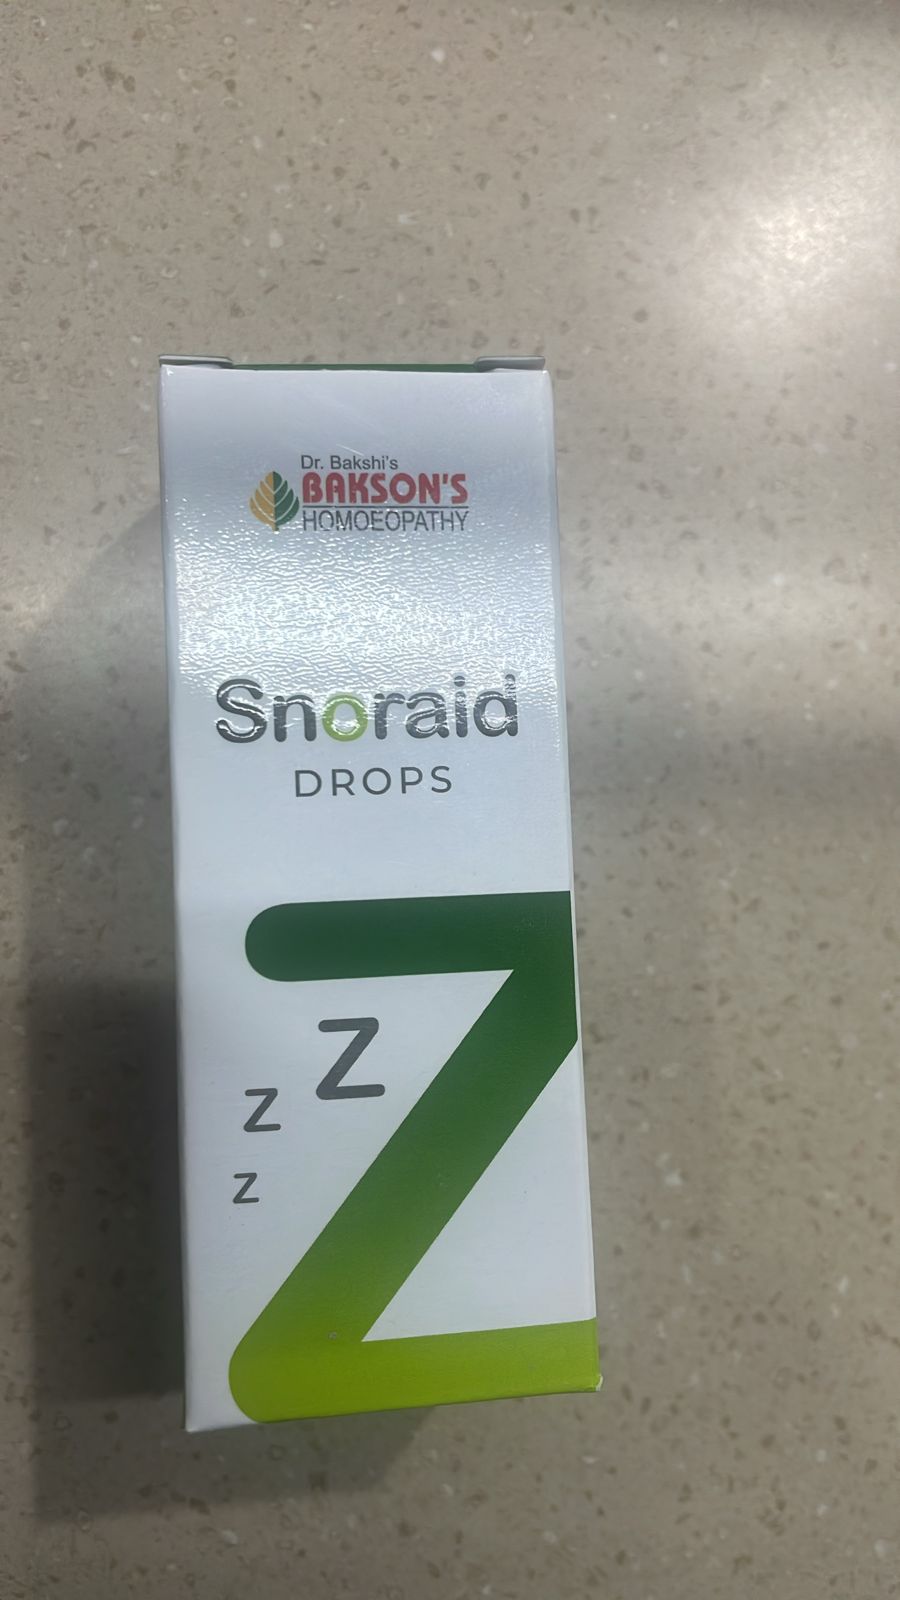 Dr. Bakshi's
BAKSON'S
HOMOEOPATHY
Snoraid
DROPS
Z
z
z